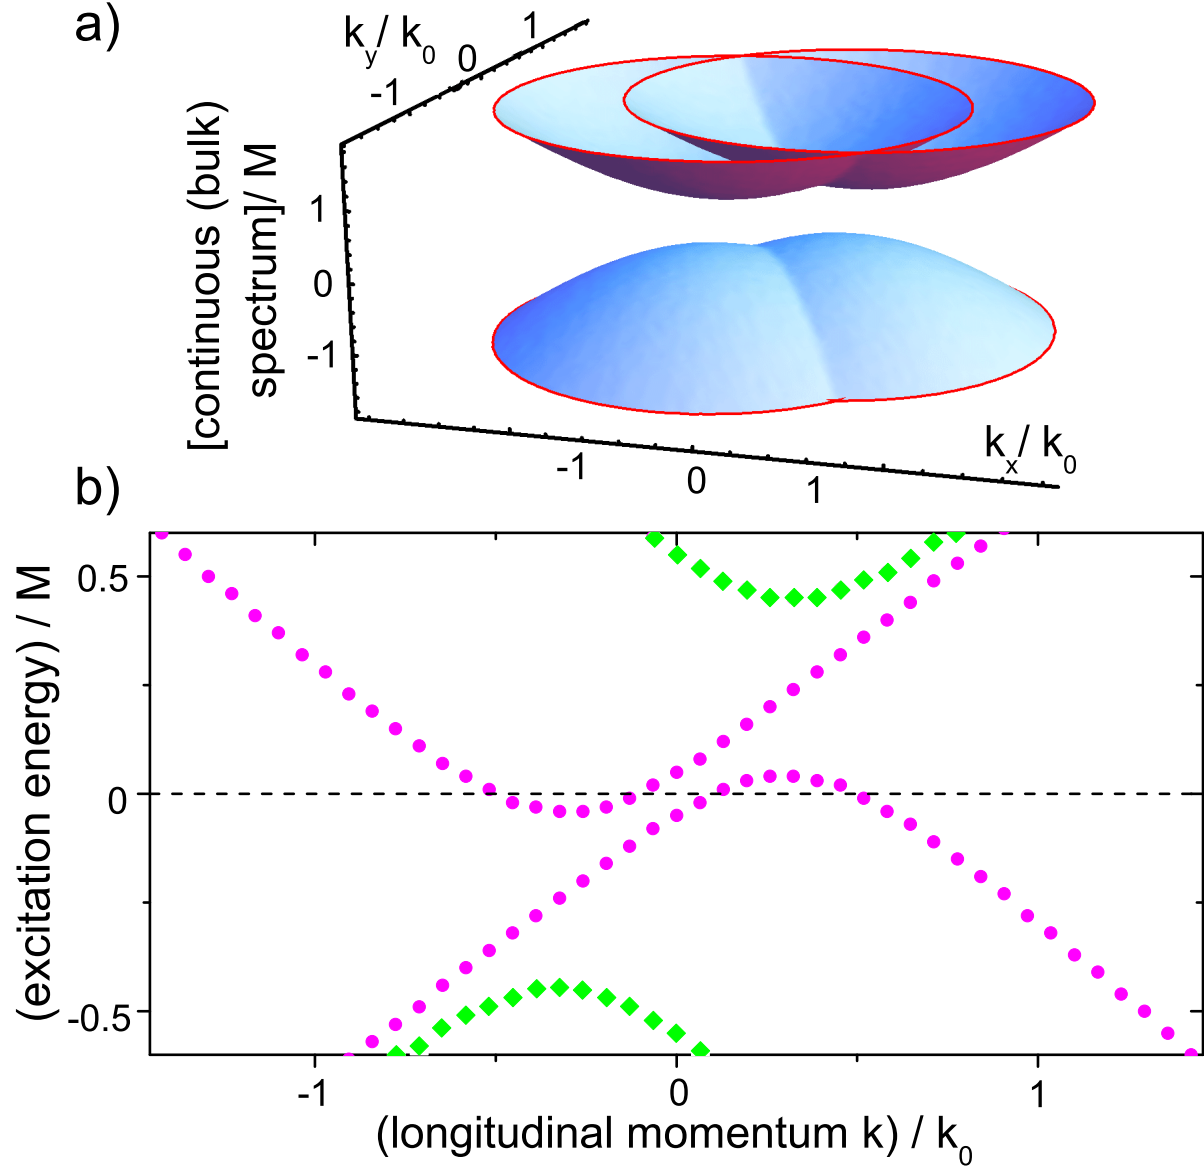 a)
k_y/ k_0
-1 0 1
[continuous (bulk)
spectrum]/ M
1
0
-1
-1 0 1
k_x/ k_0
b)
(excitation energy) / M
0.5
0
-0.5
-1 0 1
(longitudinal momentum k) / k_0